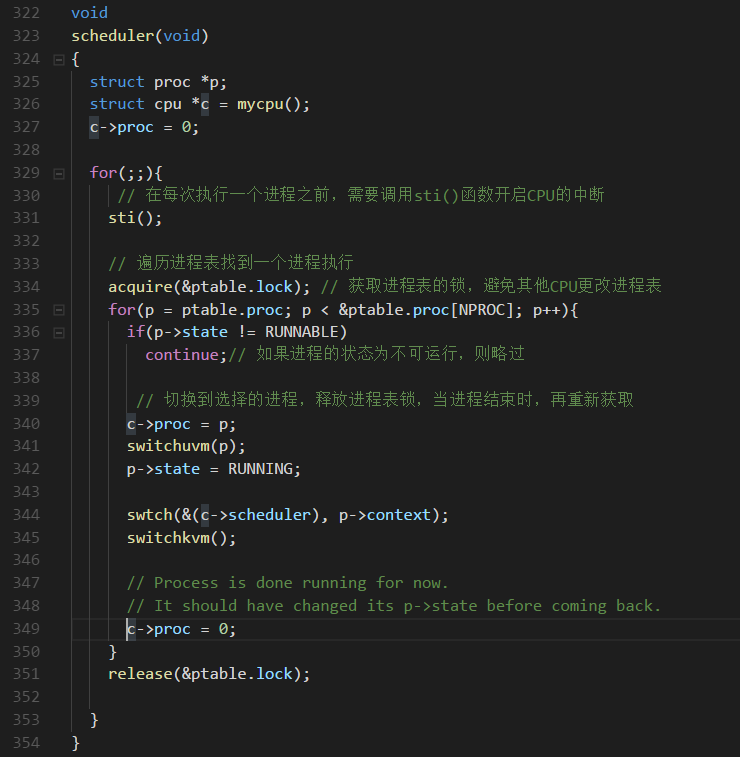 322 void
323 scheduler(void)
324 {
325 struct proc *p;
326 struct cpu *c = mycpu();
327 c->proc = 0;
328
329 for(;;){
330 // 在每次执行一个进程之前，需要调用sti()函数开启CPU的中断
331 sti();
332
333 // 遍历进程表找到一个进程执行
334 acquire(&ptable.lock); // 获取进程表的锁，避免其他CPU更改进程表
335 for(p = ptable.proc; p < &ptable.proc[NPROC]; p++){
336 if(p->state != RUNNABLE)
337 continue;// 如果进程的状态为不可运行，则略过
338
339 // 切换到选择的进程，释放进程表锁，当进程结束时，再重新获取
340 c->proc = p;
341 switchuvm(p);
342 p->state = RUNNING;
343
344 swtch(&(c->scheduler), p->context);
345 switchkvm();
346
347 // Process is done running for now.
348 // It should have changed its p->state before coming back.
349 c->proc = 0;
350 }
351 release(&ptable.lock);
352
353 }
354 }